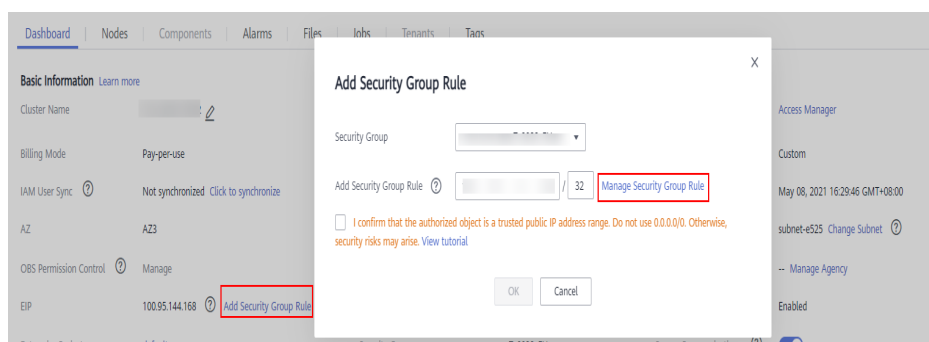 Dashboard Nodes Components Alarms Files Jobs Tenants Tags
X
Basic Information Learn more
Add Security Group Rule
Cluster Name
Access Manager
Security Group
Billing Mode Pay-per-use
Custom
IAM User Sync ? Not synchronized Click to synchronize
Add Security Group Rule ? / 32 Manage Security Group Rule
May 08, 2021 16:29:46 GMT+08:00
I confirm that the authorized object is a trusted public IP address range. Do not use 0.0.0.0/0. Otherwise,
security risks may arise. View tutorial
AZ AZ3
subnet-e525 Change Subnet ?
OBS Permission Control ? Manage
-- Manage Agency
OK Cancel
EIP 100.95.144.168 ? Add Security Group Rule
Enabled